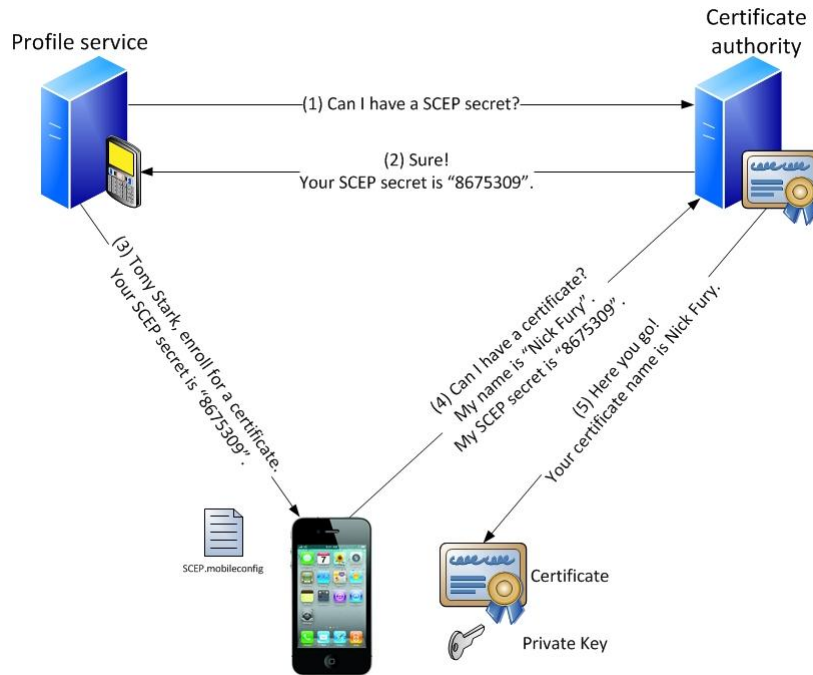 Profile service
Certificate
authority
(1) Can I have a SCEP secret?
(2) Sure!
Your SCEP secret is “8675309”.
(3) Tony Stark, enroll for a certificate.
Your SCEP secret is “8675309”.
(4) Can I have a certificate?
My name is “Nick Fury”.
My SCEP secret is “8675309”.
(5) Here you go!
Your certificate name is Nick Fury.
SCEP.mobileconfig
Certificate
Private Key